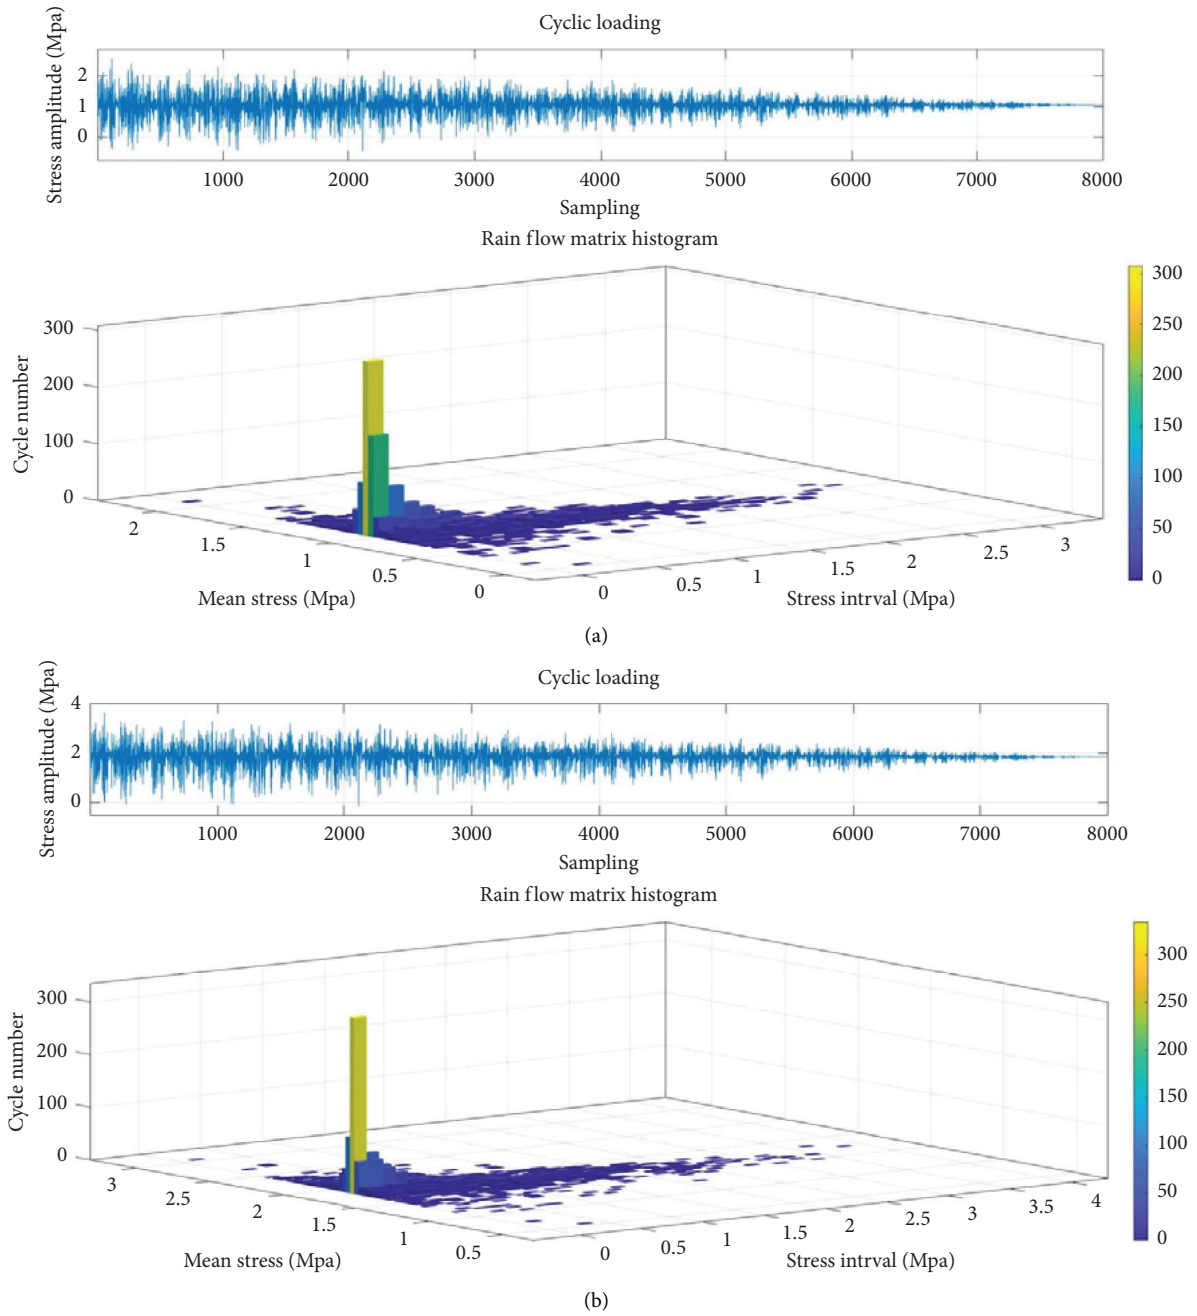 Cyclic loading
Stress amplitude (Mpa)
2
1
0
1000 2000 3000 4000 5000 6000 7000 8000
Sampling
Rain flow matrix histogram
Cycle number
300
200
100
0
2 1.5 1 0.5 0
Mean stress (Mpa)
0 0.5 1 1.5 2 2.5 3
Stress intrval (Mpa)
300
250
200
150
100
50
0
(a)
Cyclic loading
Stress amplitude (Mpa)
4
2
0
1000 2000 3000 4000 5000 6000 7000 8000
Sampling
Rain flow matrix histogram
Cycle number
300
200
100
0
3 2.5 2 1.5 1 0.5
Mean stress (Mpa)
0 0.5 1 1.5 2 2.5 3 3.5 4
Stress intrval (Mpa)
300
250
200
150
100
50
0
(b)